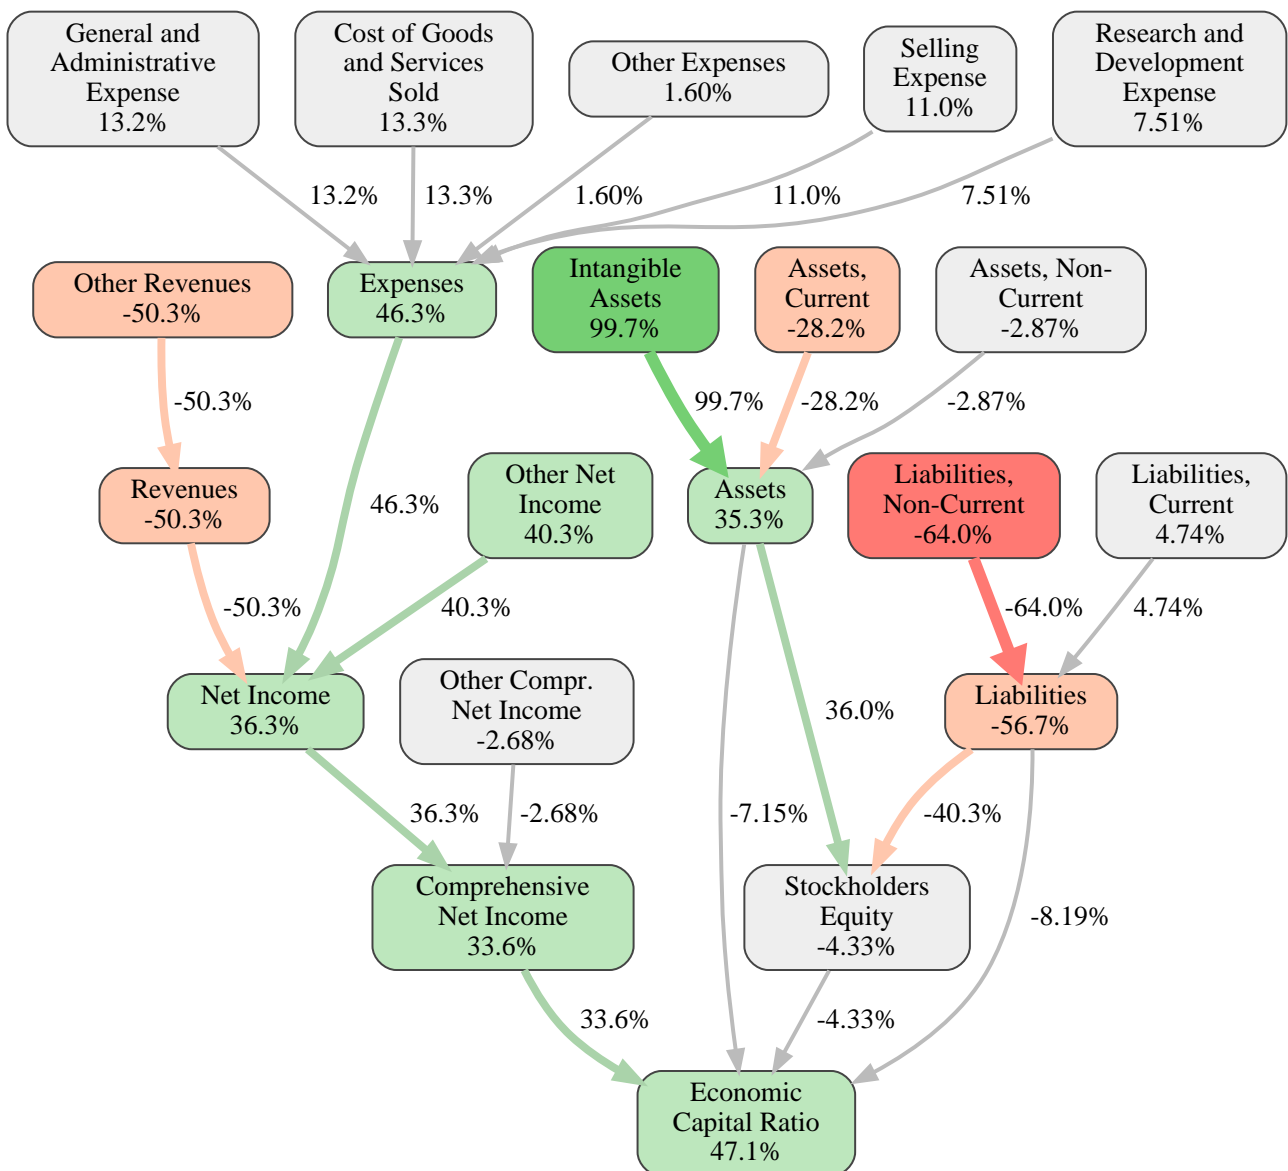 General and
Administrative
Expense
13.2%
Cost of Goods
and Services
Sold
13.3%
Other Expenses
1.60%
Selling
Expense
11.0%
Research and
Development
Expense
7.51%
13.2%
13.3%
1.60%
11.0%
7.51%
Other Revenues
-50.3%
Expenses
46.3%
Intangible
Assets
99.7%
Assets,
Current
-28.2%
Assets, Non-
Current
-2.87%
-50.3%
99.7%
-28.2%
-2.87%
Revenues
-50.3%
46.3%
Other Net
Income
40.3%
Assets
35.3%
Liabilities,
Non-Current
-64.0%
Liabilities,
Current
4.74%
-50.3%
40.3%
-64.0%
4.74%
Net Income
36.3%
Other Compr.
Net Income
-2.68%
36.0%
Liabilities
-56.7%
36.3%
-2.68%
-7.15%
-40.3%
Comprehensive
Net Income
33.6%
Stockholders
Equity
-4.33%
-8.19%
33.6%
-4.33%
Economic
Capital Ratio
47.1%